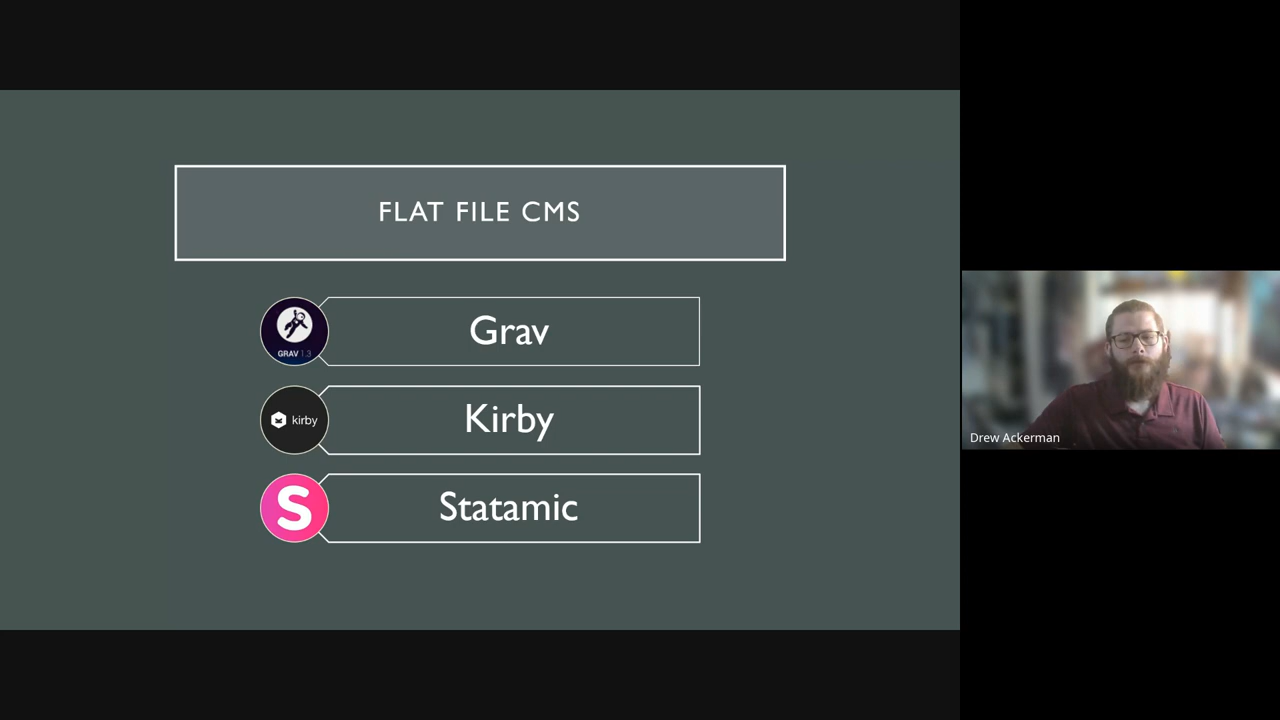 FLAT FILE CMS
GRAV 1.3
Grav
kirby
Kirby
S
Statamic
Drew Ackerman